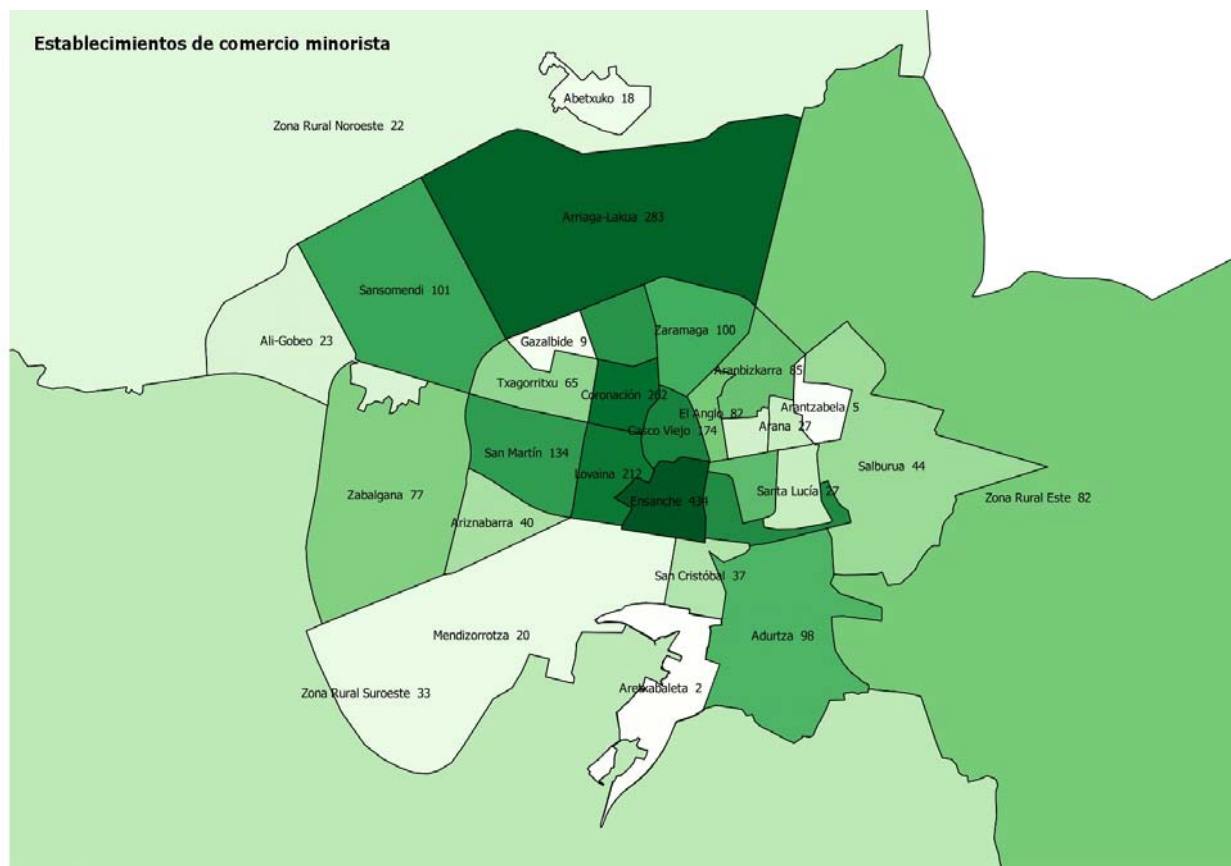 Establecimientos de comercio minorista
Abetxuko 18
Zona Rural Noroeste 22
Arriaga-Lakua 283
Sansomendi 101
Zaramaga 100
Ali-Gobeo 23
Gazalbide 9
Aranbizkarra 85
Txagorritxu 65
Coronación 262
Arantzabela 5
El Anglo 82
Arana 27
Casco Viejo 174
San Martín 134
Salburua 44
Lovaina 212
Zabalgana 77
Santa Lucía 27
Zona Rural Este 82
Ensanche 434
Ariznabarra 40
San Cristóbal 37
Mendizorrotza 20
Adurtza 98
Zona Rural Suroeste 33
Aretxabaleta 2